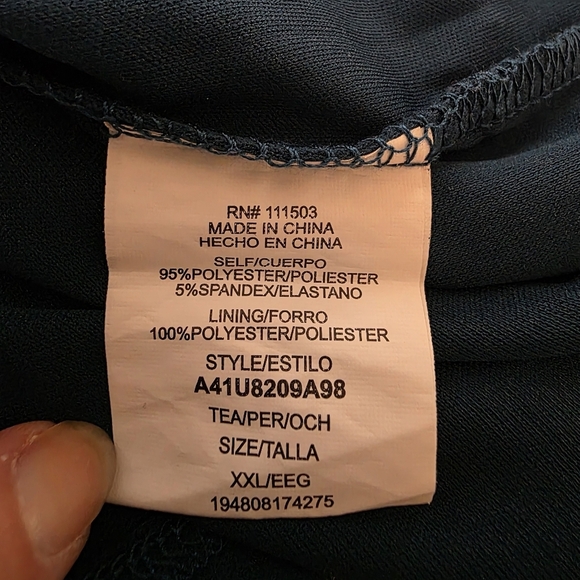 RN# 111503
MADE IN CHINA
HECHO EN CHINA
SELF/CUERPO
95%POLYESTER/POLIESTER
5%SPANDEX/ELASTANO
LINING/FORRO
100%POLYESTER/POLIESTER
STYLE/ESTILO
A41U8209A98
TEA/PER/OCH
SIZE/TALLA
XXL/EEG
194808174275